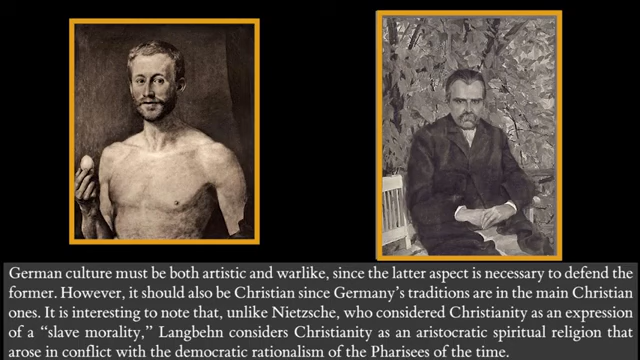 German culture must be both artistic and warlike, since the latter aspect is necessary to defend the
former. However, it should also be Christian since Germany’s traditions are in the main Christian
ones. It is interesting to note that, unlike Nietzsche, who considered Christianity as an expression
of a “slave morality,” Langbehn considers Christianity as an aristocratic spiritual religion that
arose in conflict with the democratic rationalism of the Pharisees of the time.